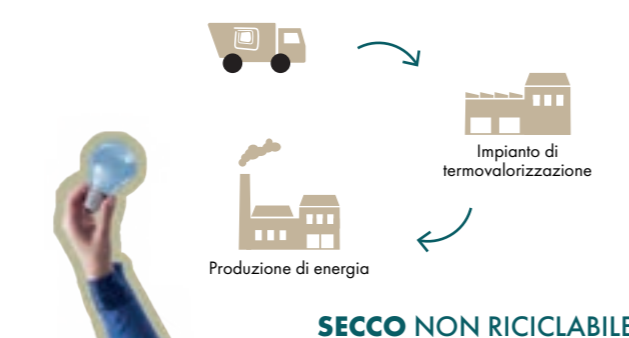 Impianto di
termovalorizzazione
Produzione di energia
SECCO NON RICICLABILE